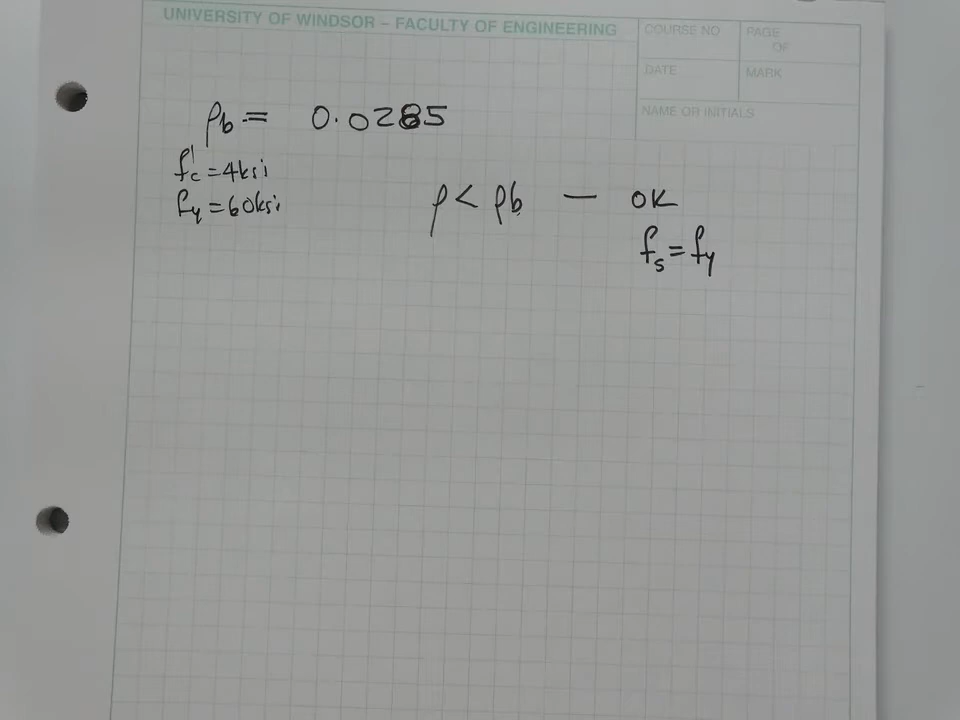 UNIVERSITY OF WINDSOR – FACULTY OF ENGINEERING
COURSE NO
PAGE
OF
DATE
MARK
NAME OR INITIALS
ρb = 0.0285
f'c = 4ksi
fy = 60ksi
ρ < ρb — OK
fs = fy